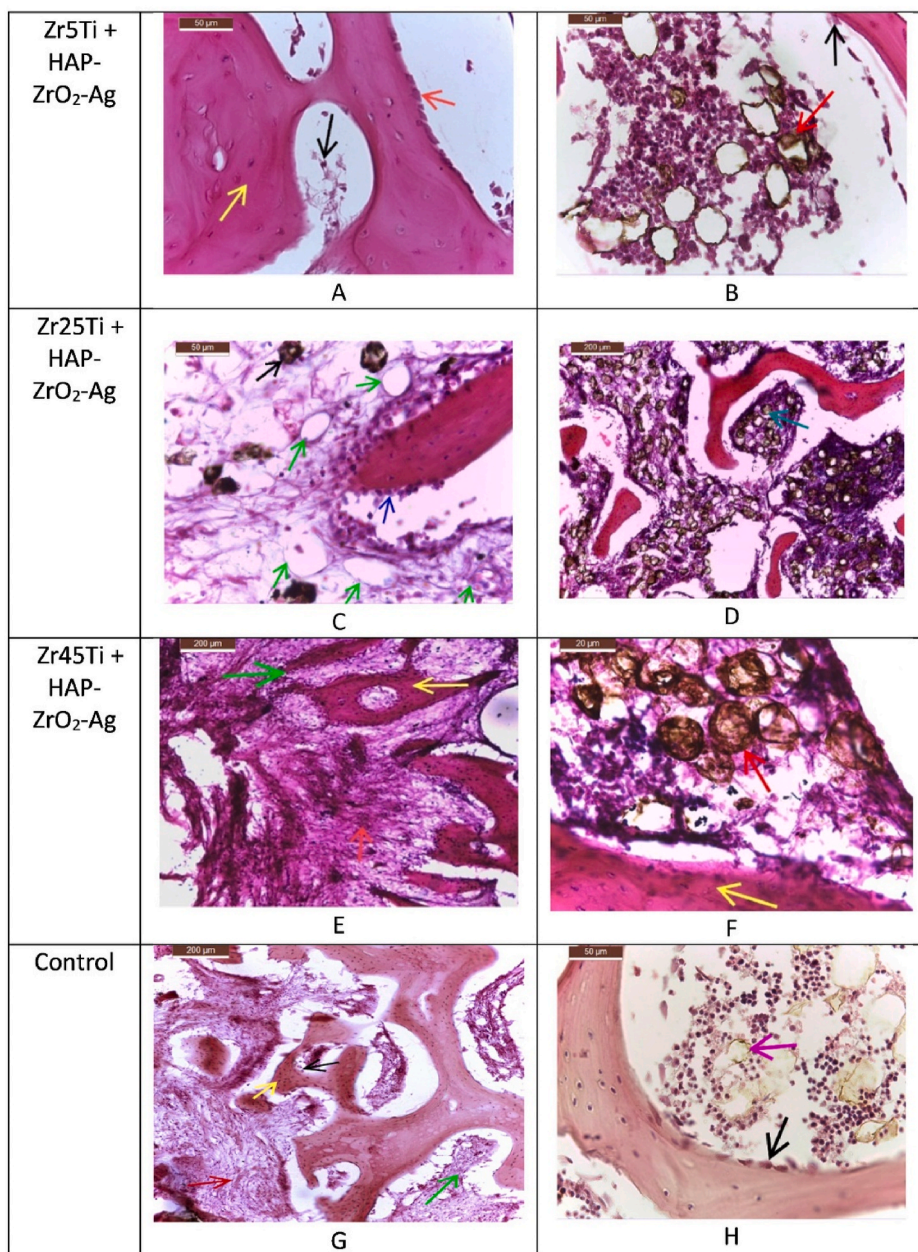 Zr5Ti +
HAP-
ZrO₂-Ag
50 µm
50 µm
A
B
Zr25Ti +
HAP-
ZrO₂-Ag
50 µm
200 µm
C
D
Zr45Ti +
HAP-
ZrO₂-Ag
200 µm
20 µm
E
F
Control
200 µm
50 µm
G
H